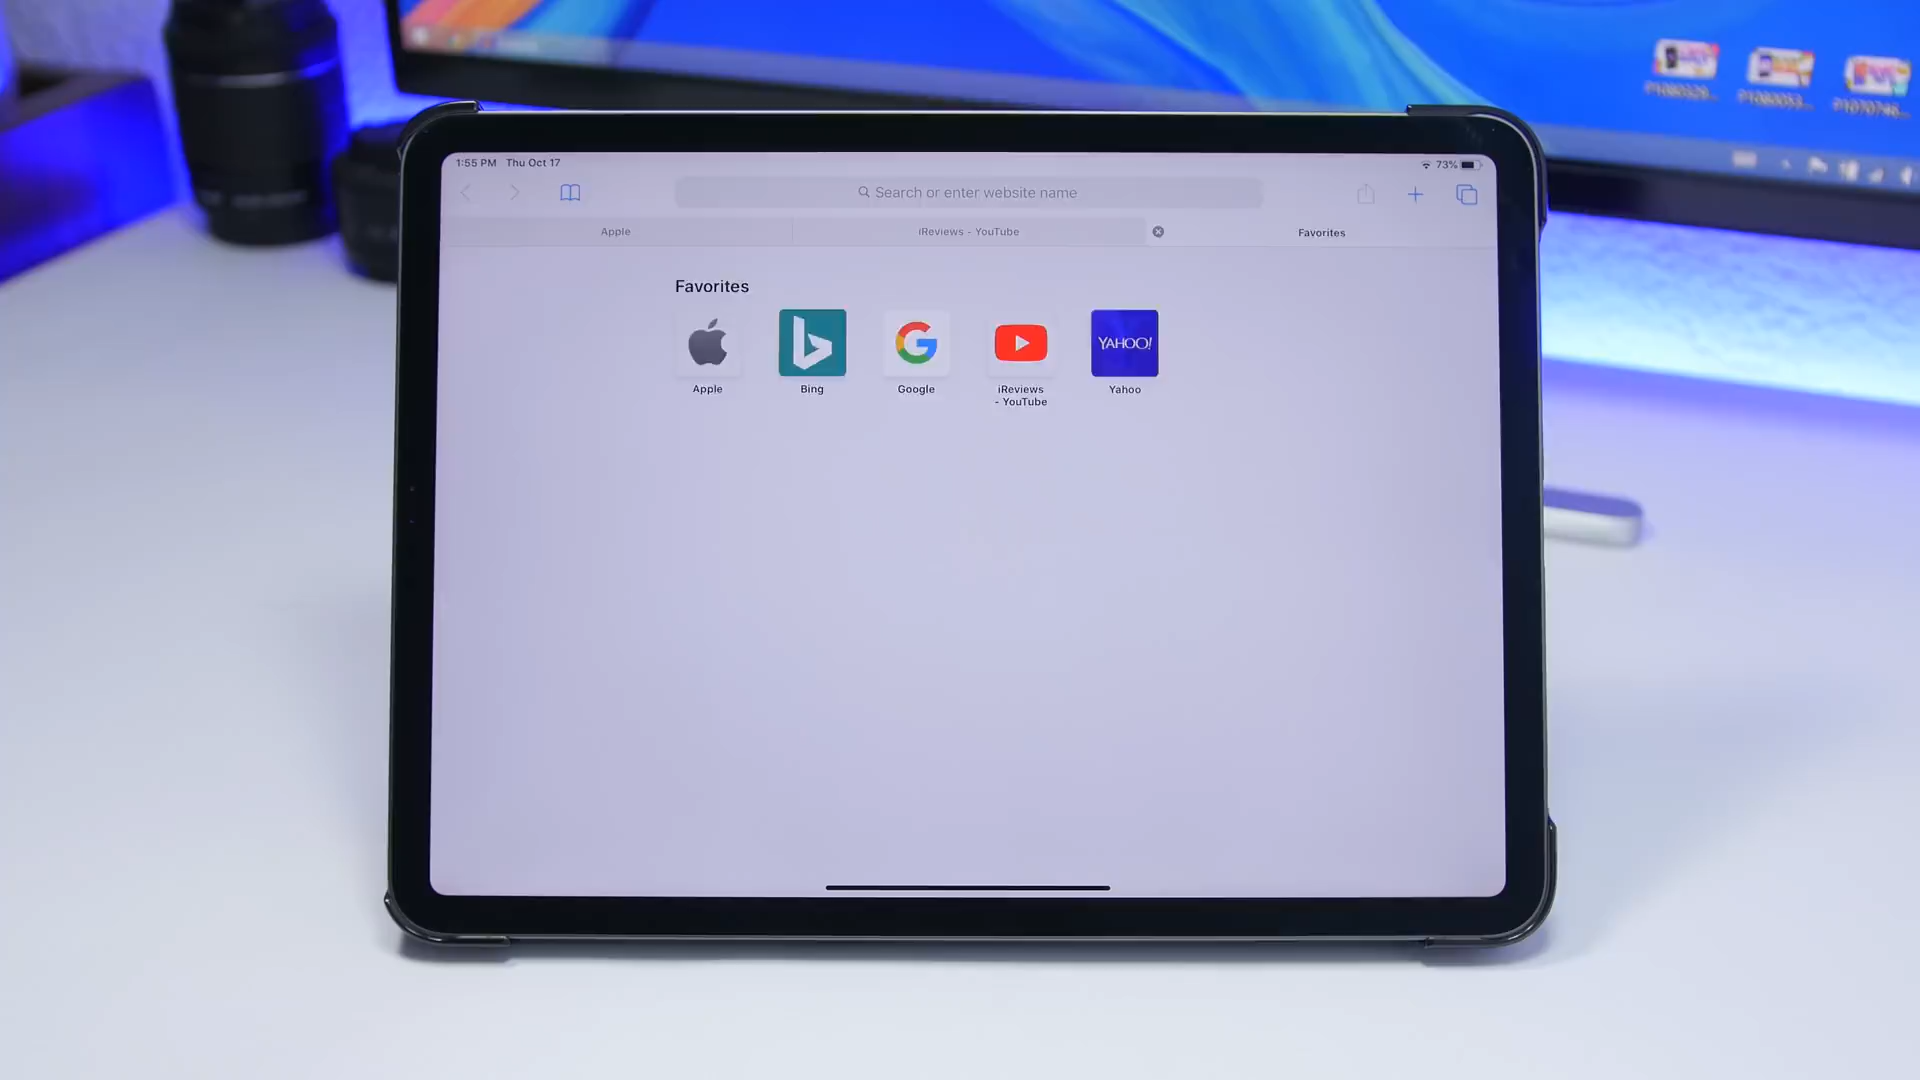 1:55 PM Thu Oct 17
73%
Search or enter website name
Apple
iReviews - YouTube
Favorites
Favorites
YAHOO!
Apple
Bing
Google
iReviews
- YouTube
Yahoo